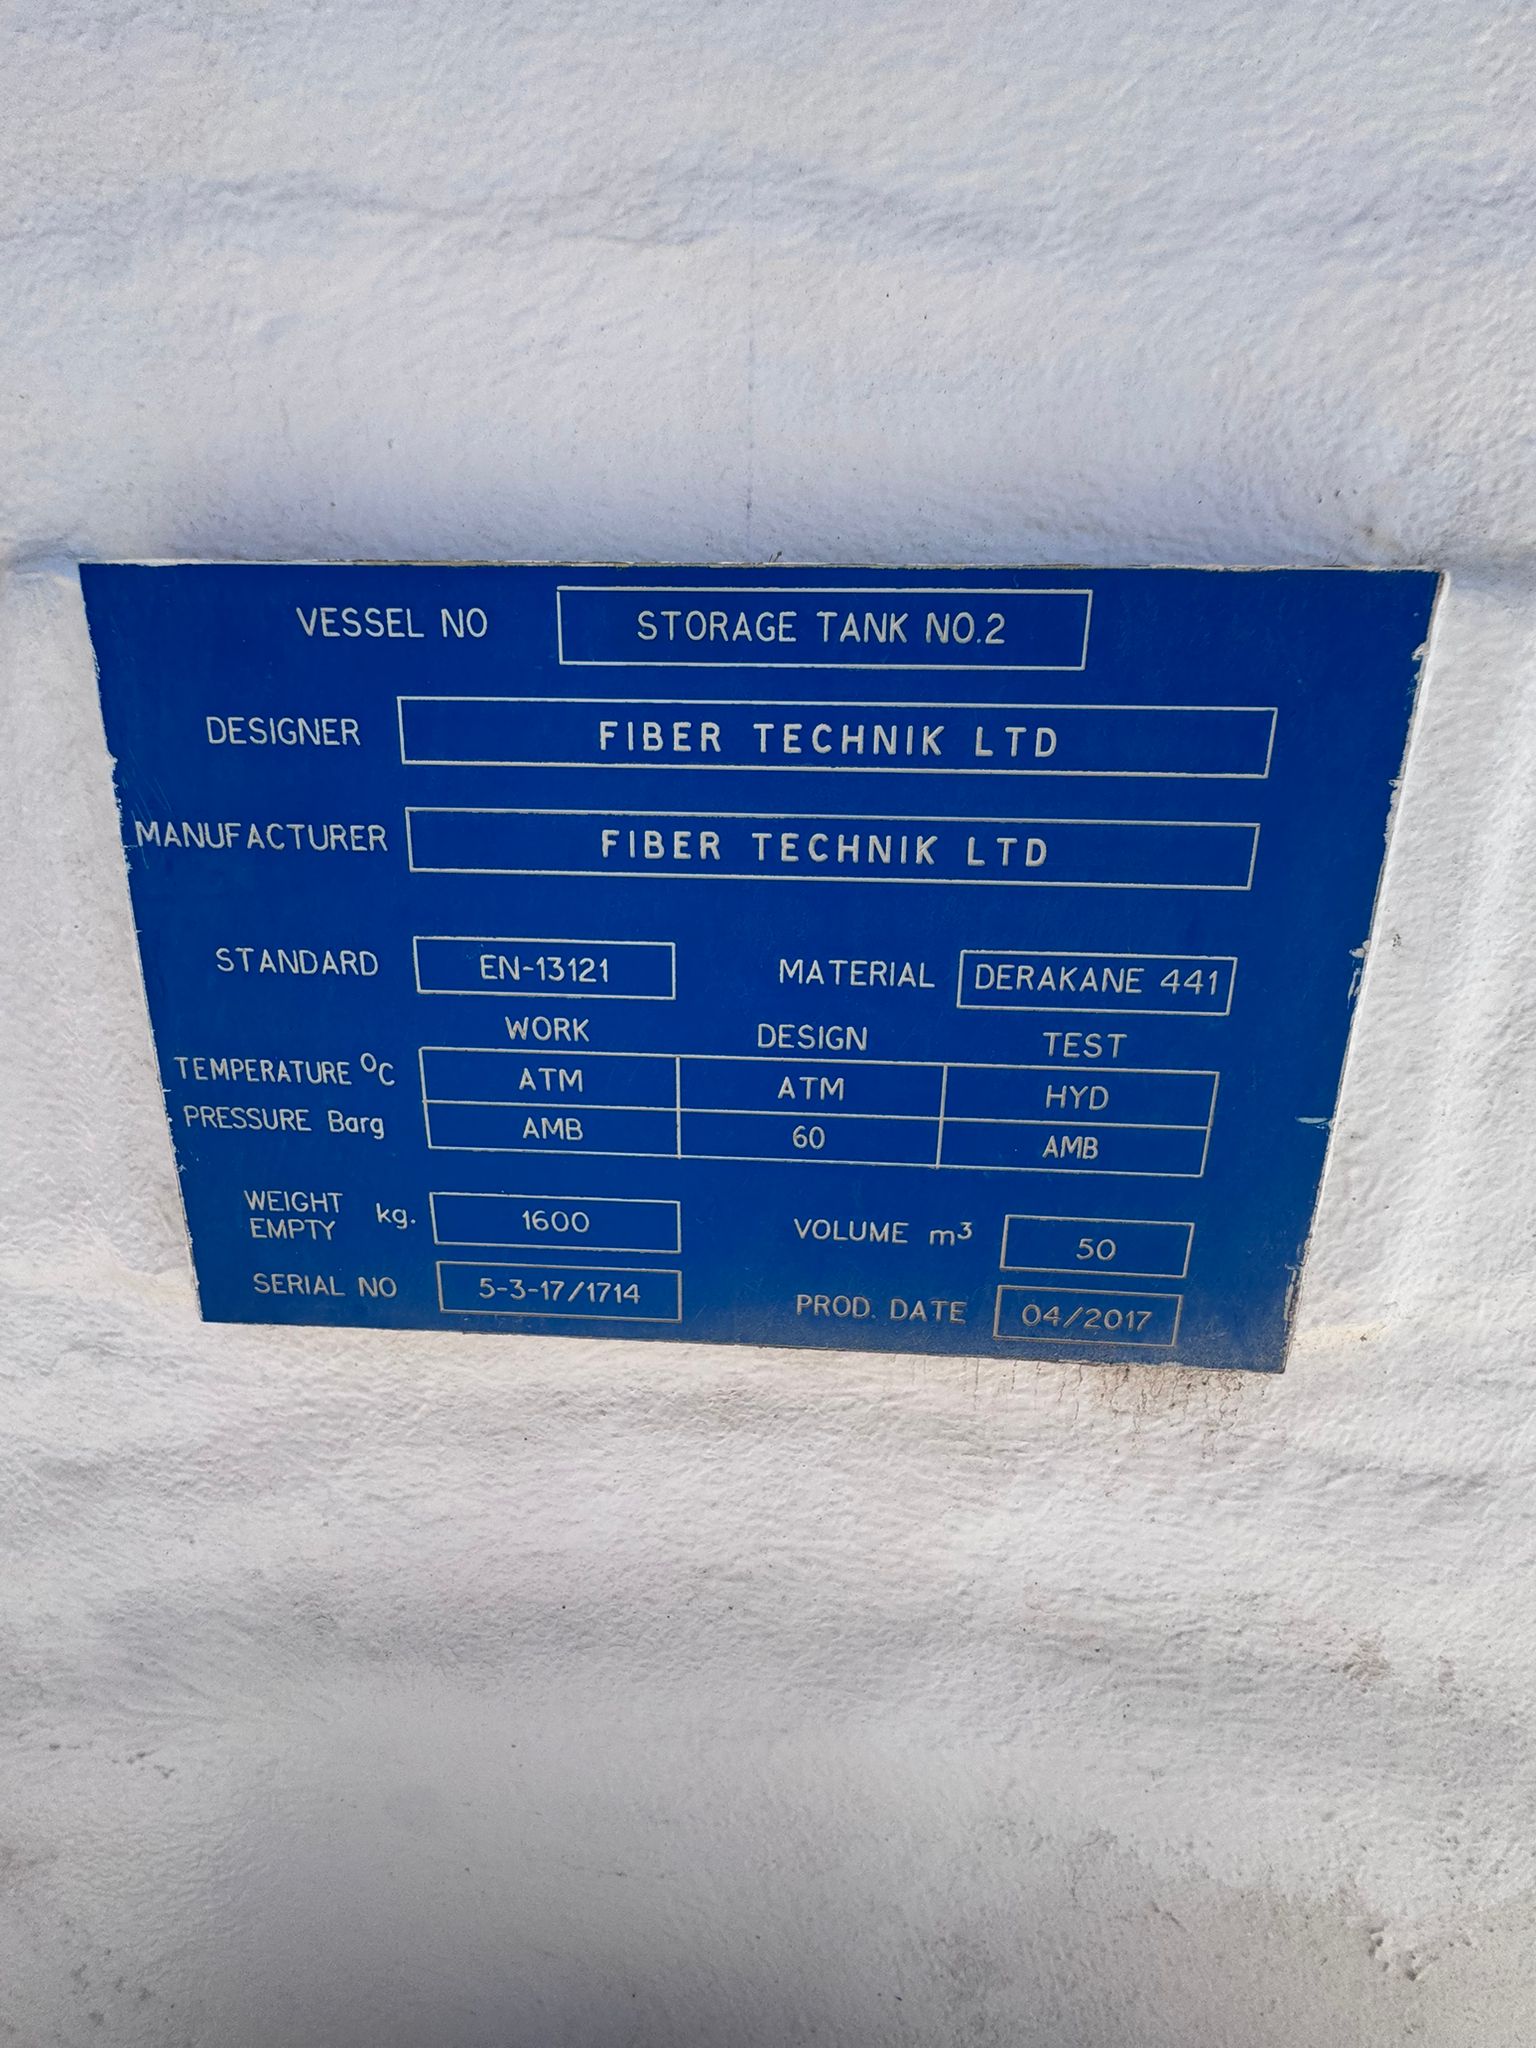 VESSEL NO STORAGE TANK NO.2
DESIGNER FIBER TECHNIK LTD
MANUFACTURER FIBER TECHNIK LTD
STANDARD EN-13121 MATERIAL DERAKANE 441
WORK DESIGN TEST
TEMPERATURE °C ATM ATM HYD
PRESSURE Barg AMB 60 AMB
WEIGHT EMPTY kg. 1600 VOLUME m³ 50
SERIAL NO 5-3-17/1714 PROD. DATE 04/2017